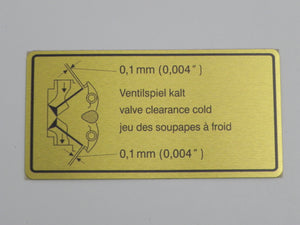 0,1 mm (0,004″ )
Ventilspiel kalt
valve clearance cold
jeu des soupapes à froid
0,1 mm (0,004″ )